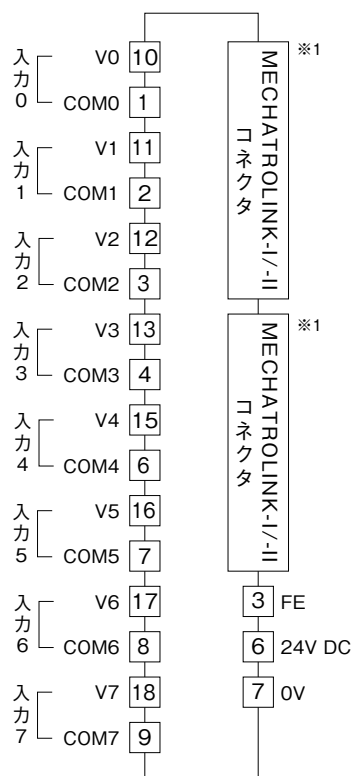 入力0
V0 10
COM0 1
入力1
V1 11
COM1 2
入力2
V2 12
COM2 3
入力3
V3 13
COM3 4
入力4
V4 15
COM4 6
入力5
V5 16
COM5 7
入力6
V6 17
COM6 8
入力7
V7 18
COM7 9
※1
MECHATROLINK-I/-II
コネクタ
※1
MECHATROLINK-I/-II
コネクタ
3 FE
6 24V DC
7 0V